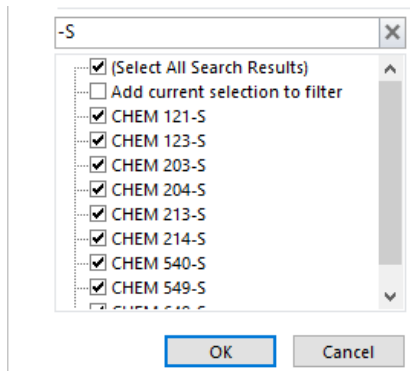 -S
(Select All Search Results)
Add current selection to filter
CHEM 121-S
CHEM 123-S
CHEM 203-S
CHEM 204-S
CHEM 213-S
CHEM 214-S
CHEM 540-S
CHEM 549-S
OK Cancel